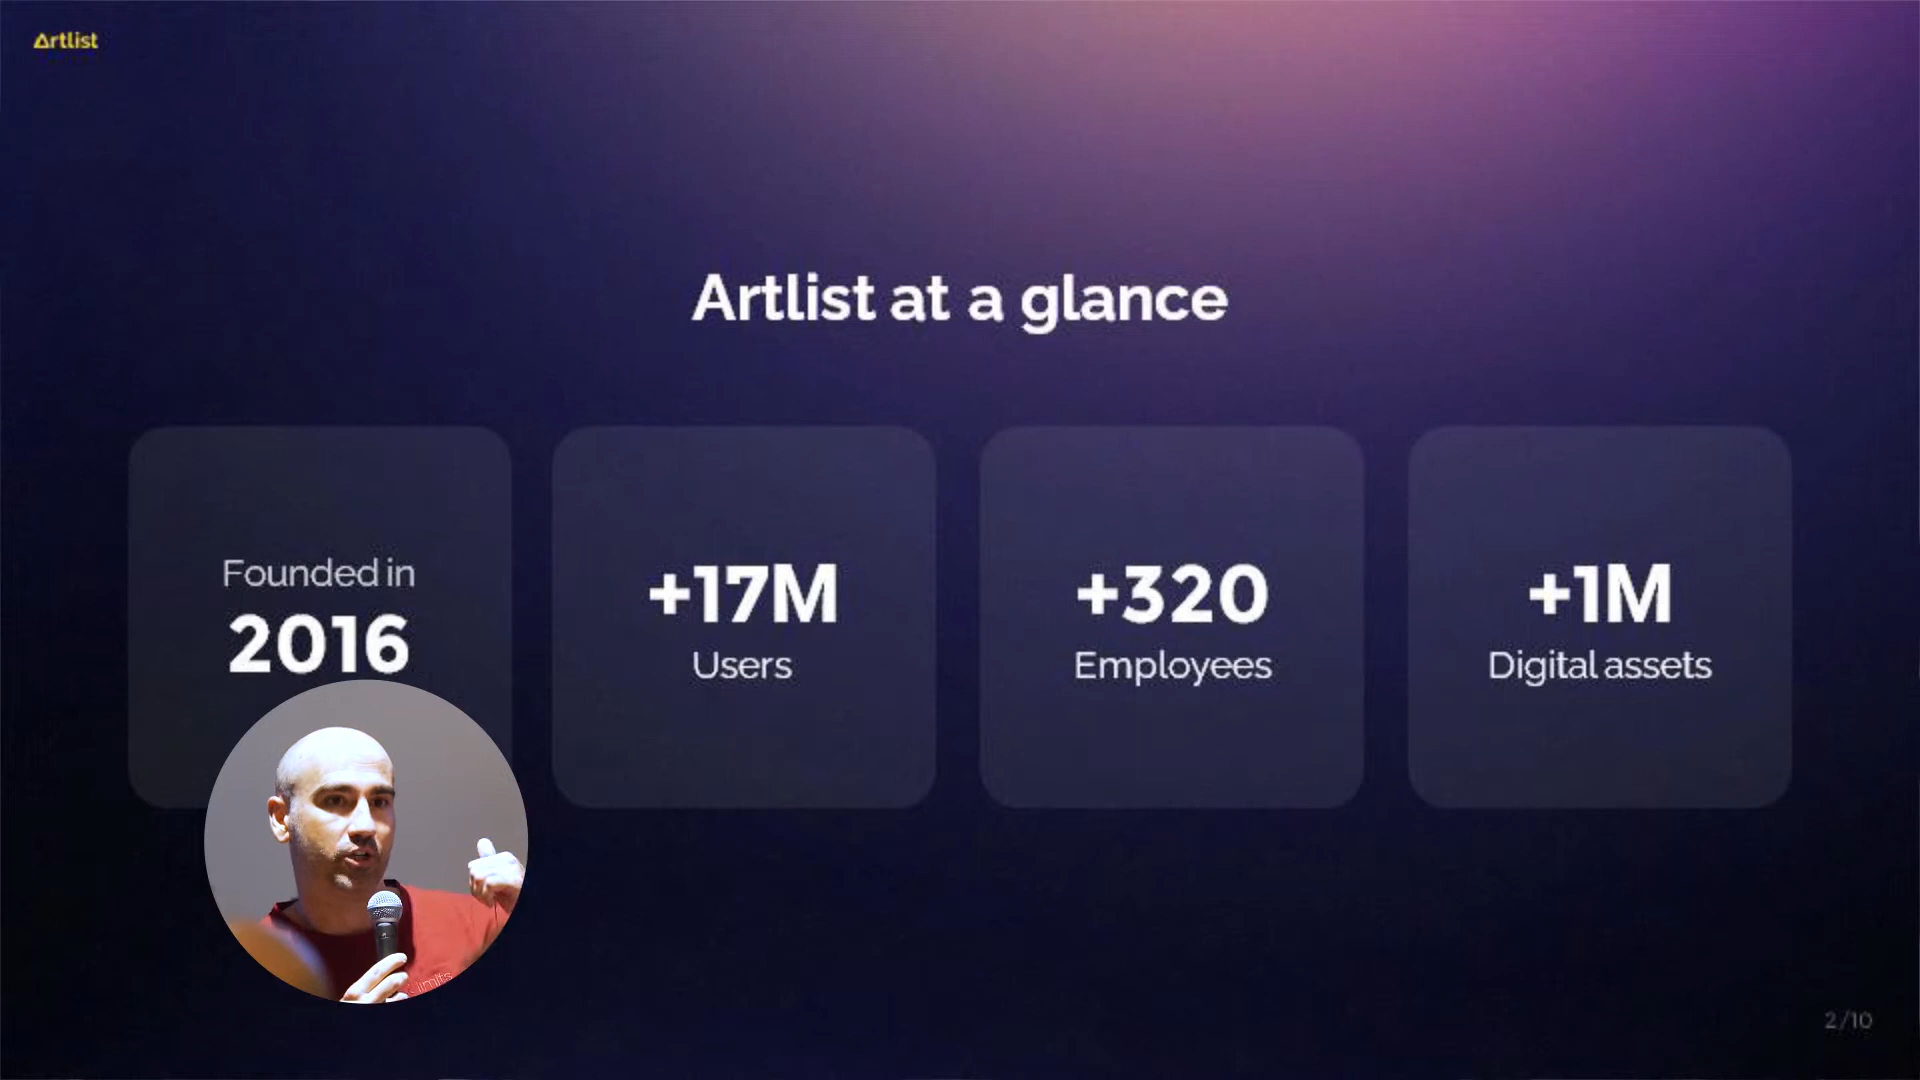 Artlist
Artlist at a glance
Founded in
2016
+17M
Users
+320
Employees
+1M
Digital assets
2/10